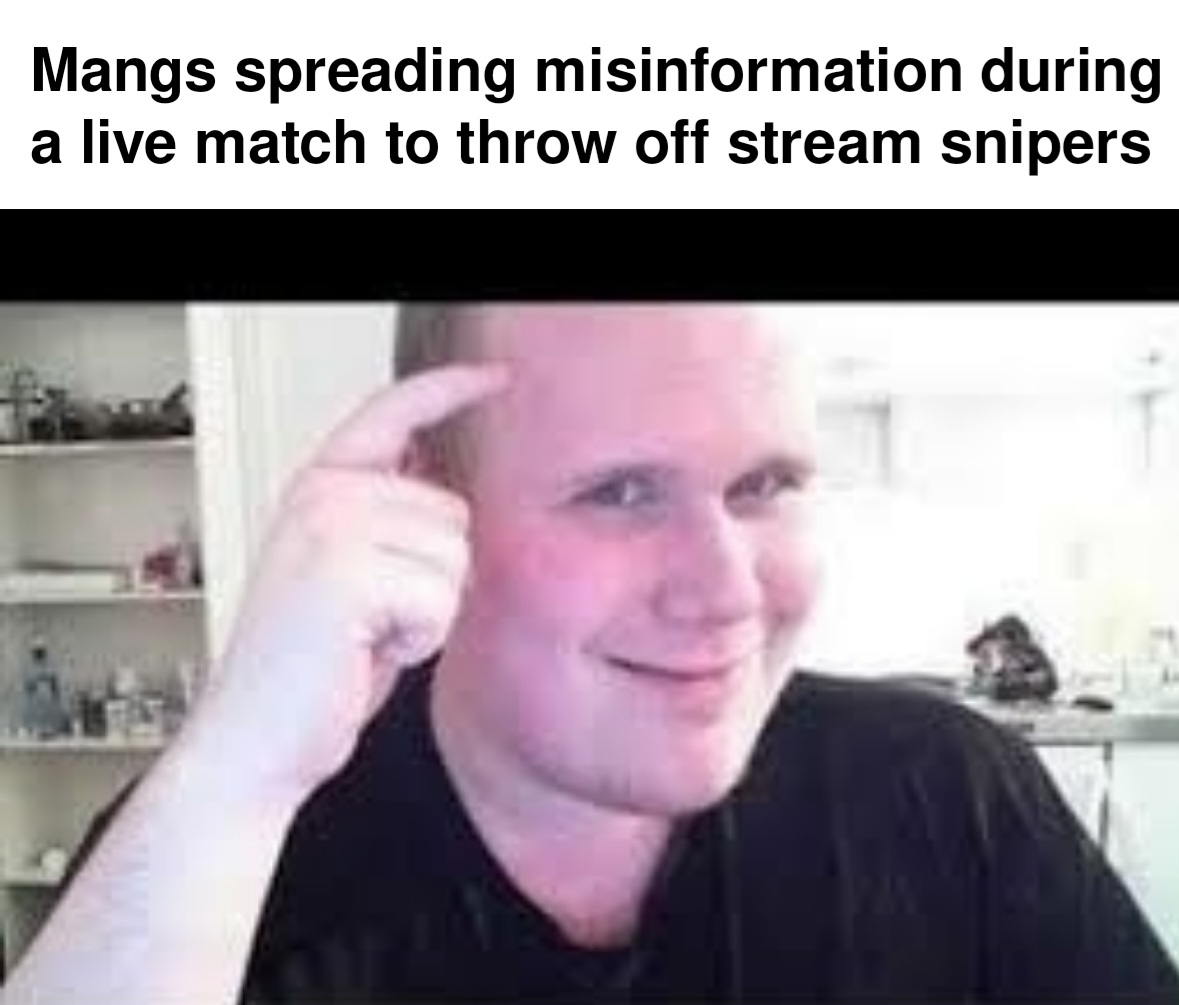 Mangs spreading misinformation during
a live match to throw off stream snipers